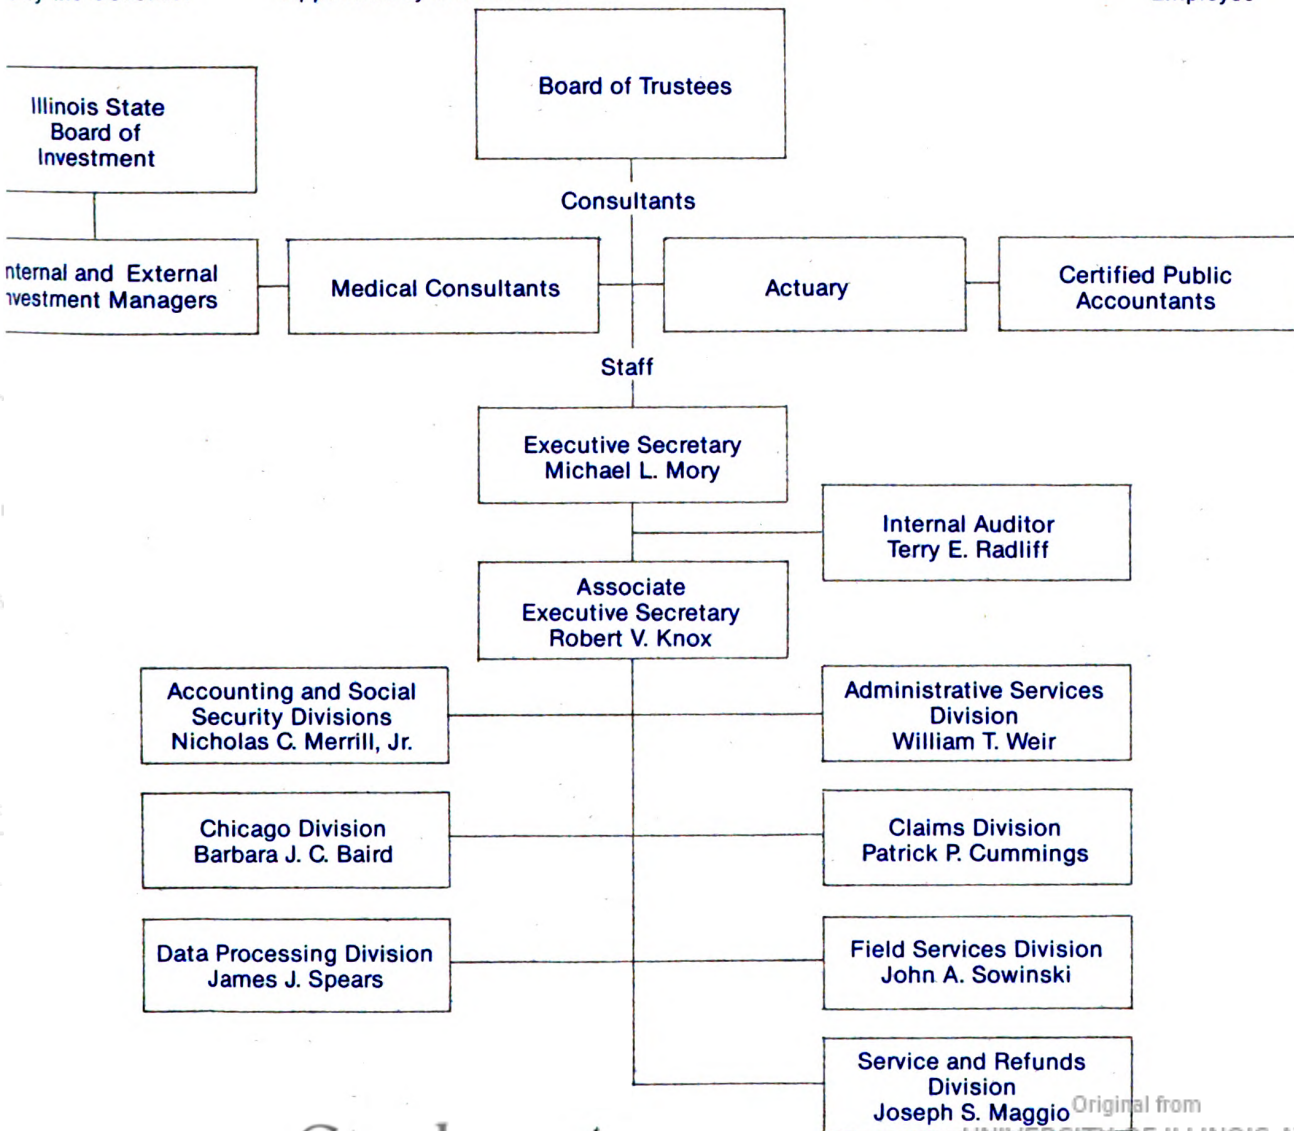 Board of Trustees
Illinois State
Board of
Investment
Consultants
nternal and External
nvestment Managers
Medical Consultants
Actuary
Certified Public
Accountants
Staff
Executive Secretary
Michael L. Mory
Internal Auditor
Terry E. Radliff
Associate
Executive Secretary
Robert V. Knox
Accounting and Social
Security Divisions
Nicholas C. Merrill, Jr.
Administrative Services
Division
William T. Weir
Chicago Division
Barbara J. C. Baird
Claims Division
Patrick P. Cummings
Data Processing Division
James J. Spears
Field Services Division
John A. Sowinski
Service and Refunds
Division
Joseph S. Maggio
Original from